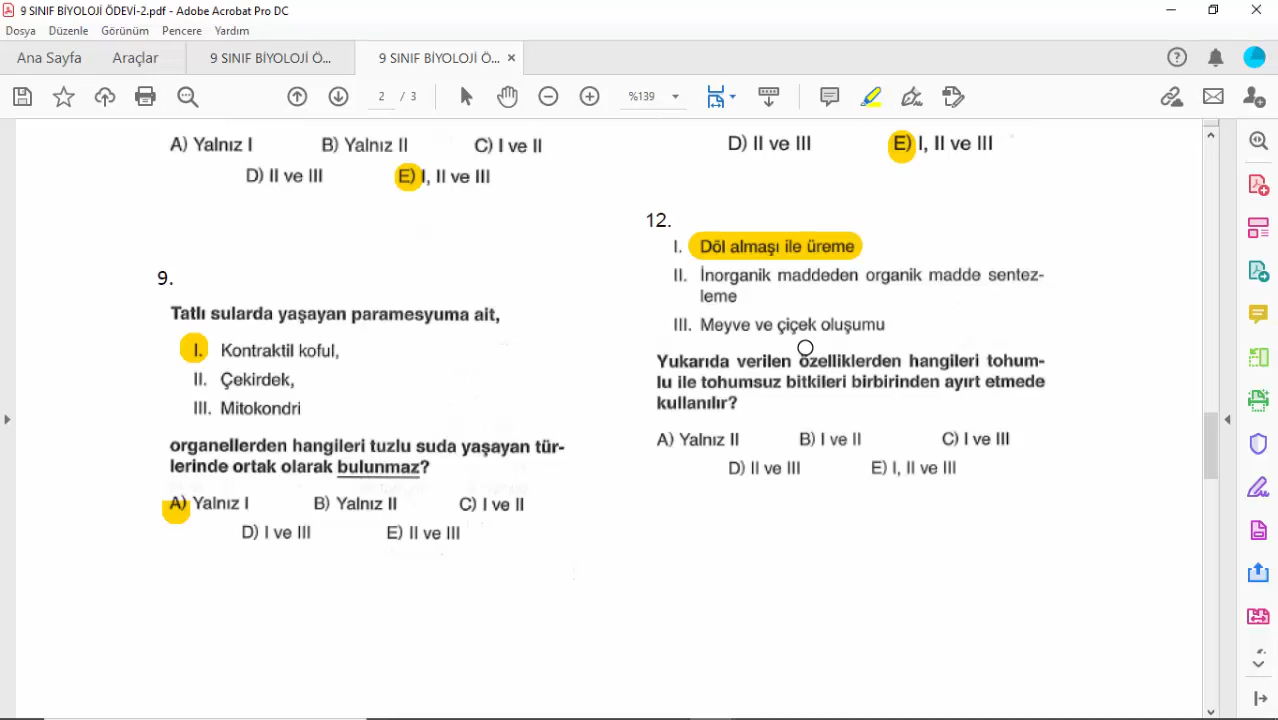 9 SINIF BİYOLOJİ ÖDEVİ-2.pdf - Adobe Acrobat Pro DC
Dosya Düzenle Görünüm Pencere Yardım
Ana Sayfa Araçlar 9 SINIF BİYOLOJİ Ö... 9 SINIF BİYOLOJİ Ö... ×
2 / 3 %139
A) Yalnız I B) Yalnız II C) I ve II
D) II ve III E) I, II ve III
9.
Tatlı sularda yaşayan paramesyuma ait,
I. Kontraktil koful,
II. Çekirdek,
III. Mitokondri
organellerden hangileri tuzlu suda yaşayan tür-
lerinde ortak olarak bulunmaz?
A) Yalnız I B) Yalnız II C) I ve II
D) I ve III E) II ve III
D) II ve III E) I, II ve III
12.
I. Döl almaşı ile üreme
II. İnorganik maddeden organik madde sentez-
leme
III. Meyve ve çiçek oluşumu
Yukarıda verilen özelliklerden hangileri tohum-
lu ile tohumsuz bitkileri birbirinden ayırt etmede
kullanılır?
A) Yalnız II B) I ve II C) I ve III
D) II ve III E) I, II ve III